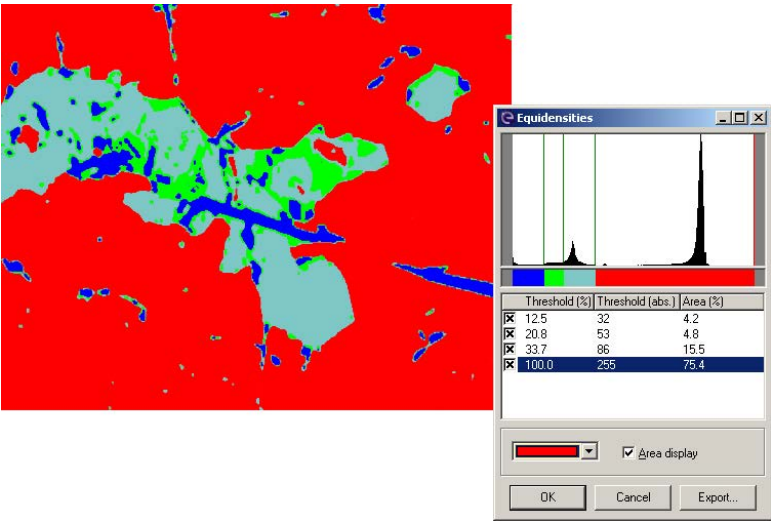 Equidensities
Threshold (%) Threshold (abs.) Area (%)
12.5 32 4.2
20.8 53 4.8
33.7 86 15.5
100.0 255 75.4
Area display
OK Cancel Export...